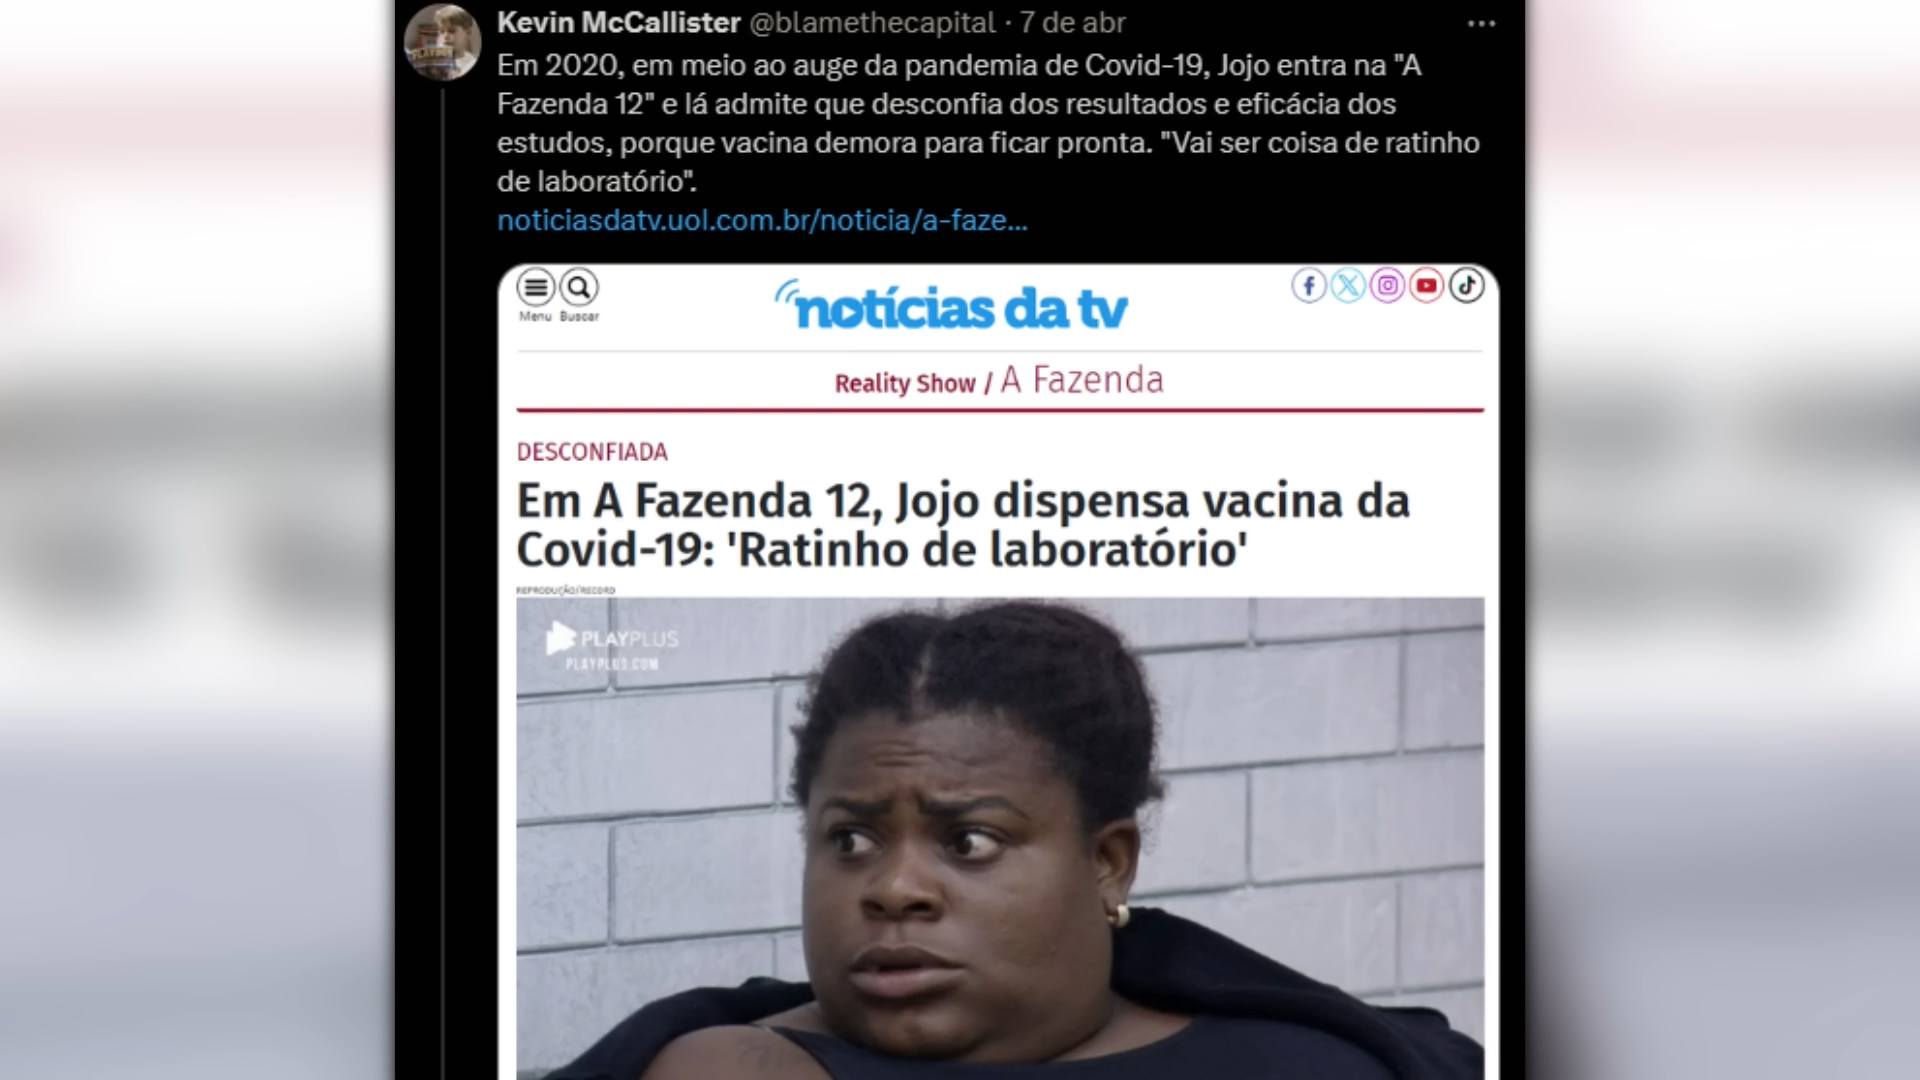 Kevin McCallister @blamethecapital · 7 de abr
Em 2020, em meio ao auge da pandemia de Covid-19, Jojo entra na "A
Fazenda 12" e lá admite que desconfia dos resultados e eficácia dos
estudos, porque vacina demora para ficar pronta. "Vai ser coisa de ratinho
de laboratório".
noticiasdatv.uol.com.br/noticia/a-faze...
Menu Buscar
notícias da tv
Reality Show / A Fazenda
DESCONFIADA
Em A Fazenda 12, Jojo dispensa vacina da
Covid-19: 'Ratinho de laboratório'
REPRODUÇÃO/RECORD
PLAYPLUS
PLAYPLUS.COM